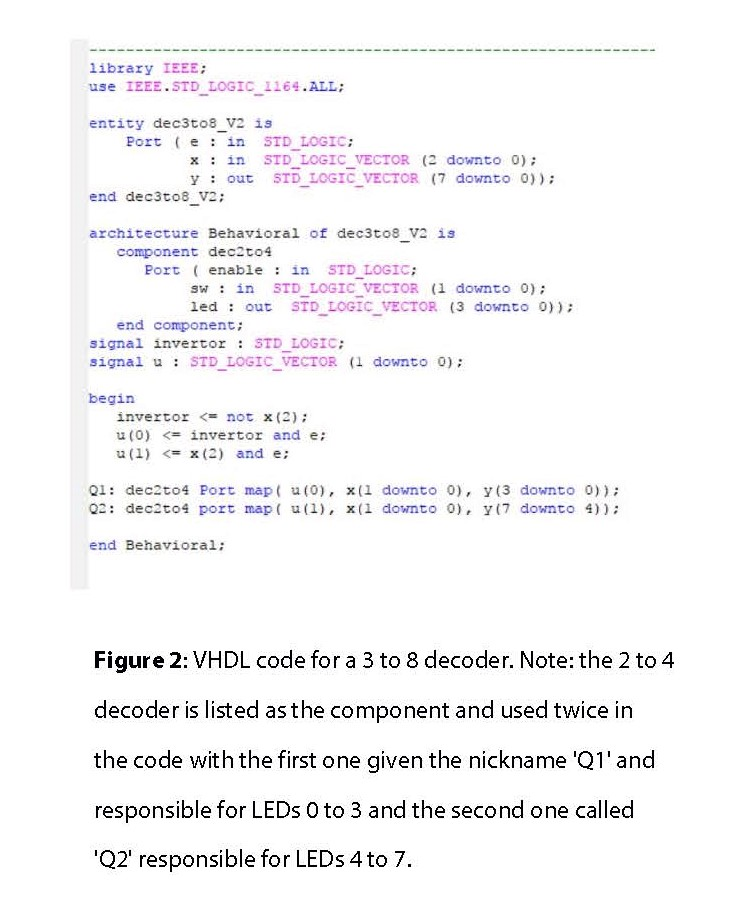 library IEEE;
use IEEE.STD_LOGIC_1164.ALL;
entity dec3to8_V2 is
Port ( e : in STD_LOGIC;
x : in STD_LOGIC_VECTOR (2 downto 0);
y : out STD_LOGIC_VECTOR (7 downto 0));
end dec3to8_V2;
architecture Behavioral of dec3to8_V2 is
component dec2to4
Port ( enable : in STD_LOGIC;
sw : in STD_LOGIC_VECTOR (1 downto 0);
led : out STD_LOGIC_VECTOR (3 downto 0));
end component;
signal invertor : STD_LOGIC;
signal u : STD_LOGIC_VECTOR (1 downto 0);
begin
invertor <= not x(2);
u(0) <= invertor and e;
u(1) <= x(2) and e;
Q1: dec2to4 Port map( u(0), x(1 downto 0), y(3 downto 0));
Q2: dec2to4 port map( u(1), x(1 downto 0), y(7 downto 4));
end Behavioral;
Figure 2: VHDL code for a 3 to 8 decoder. Note: the 2 to 4
decoder is listed as the component and used twice in
the code with the first one given the nickname 'Q1' and
responsible for LEDs 0 to 3 and the second one called
'Q2' responsible for LEDs 4 to 7.